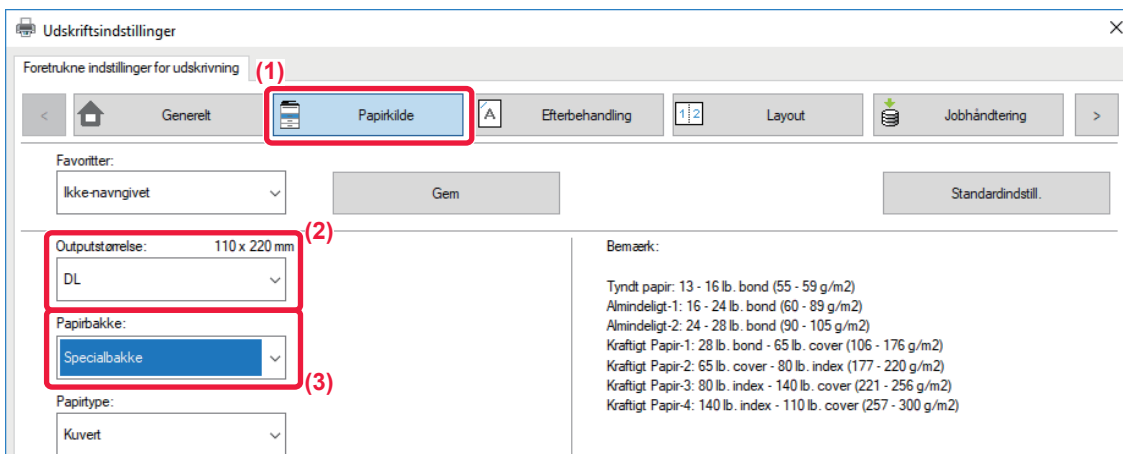 Udskriftsindstillinger
Foretrukne indstillinger for udskrivning
(1)
< Generelt Papirkilde A Efterbehandling 1 2 Layout Jobhåndtering >
Favoritter:
Ikke-navngivet Gem Standardindstill.
(2)
Outputstørrelse: 110 x 220 mm
DL
Papirbakke:
Specialbakke
(3)
Papirtype:
Kuvert
Bemærk:
Tyndt papir: 13 - 16 lb. bond (55 - 59 g/m2)
Almindeligt-1: 16 - 24 lb. bond (60 - 89 g/m2)
Almindeligt-2: 24 - 28 lb. bond (90 - 105 g/m2)
Kraftigt Papir-1: 28 lb. bond - 65 lb. cover (106 - 176 g/m2)
Kraftigt Papir-2: 65 lb. cover - 80 lb. index (177 - 220 g/m2)
Kraftigt Papir-3: 80 lb. index - 140 lb. cover (221 - 256 g/m2)
Kraftigt Papir-4: 140 lb. index - 110 lb. cover (257 - 300 g/m2)